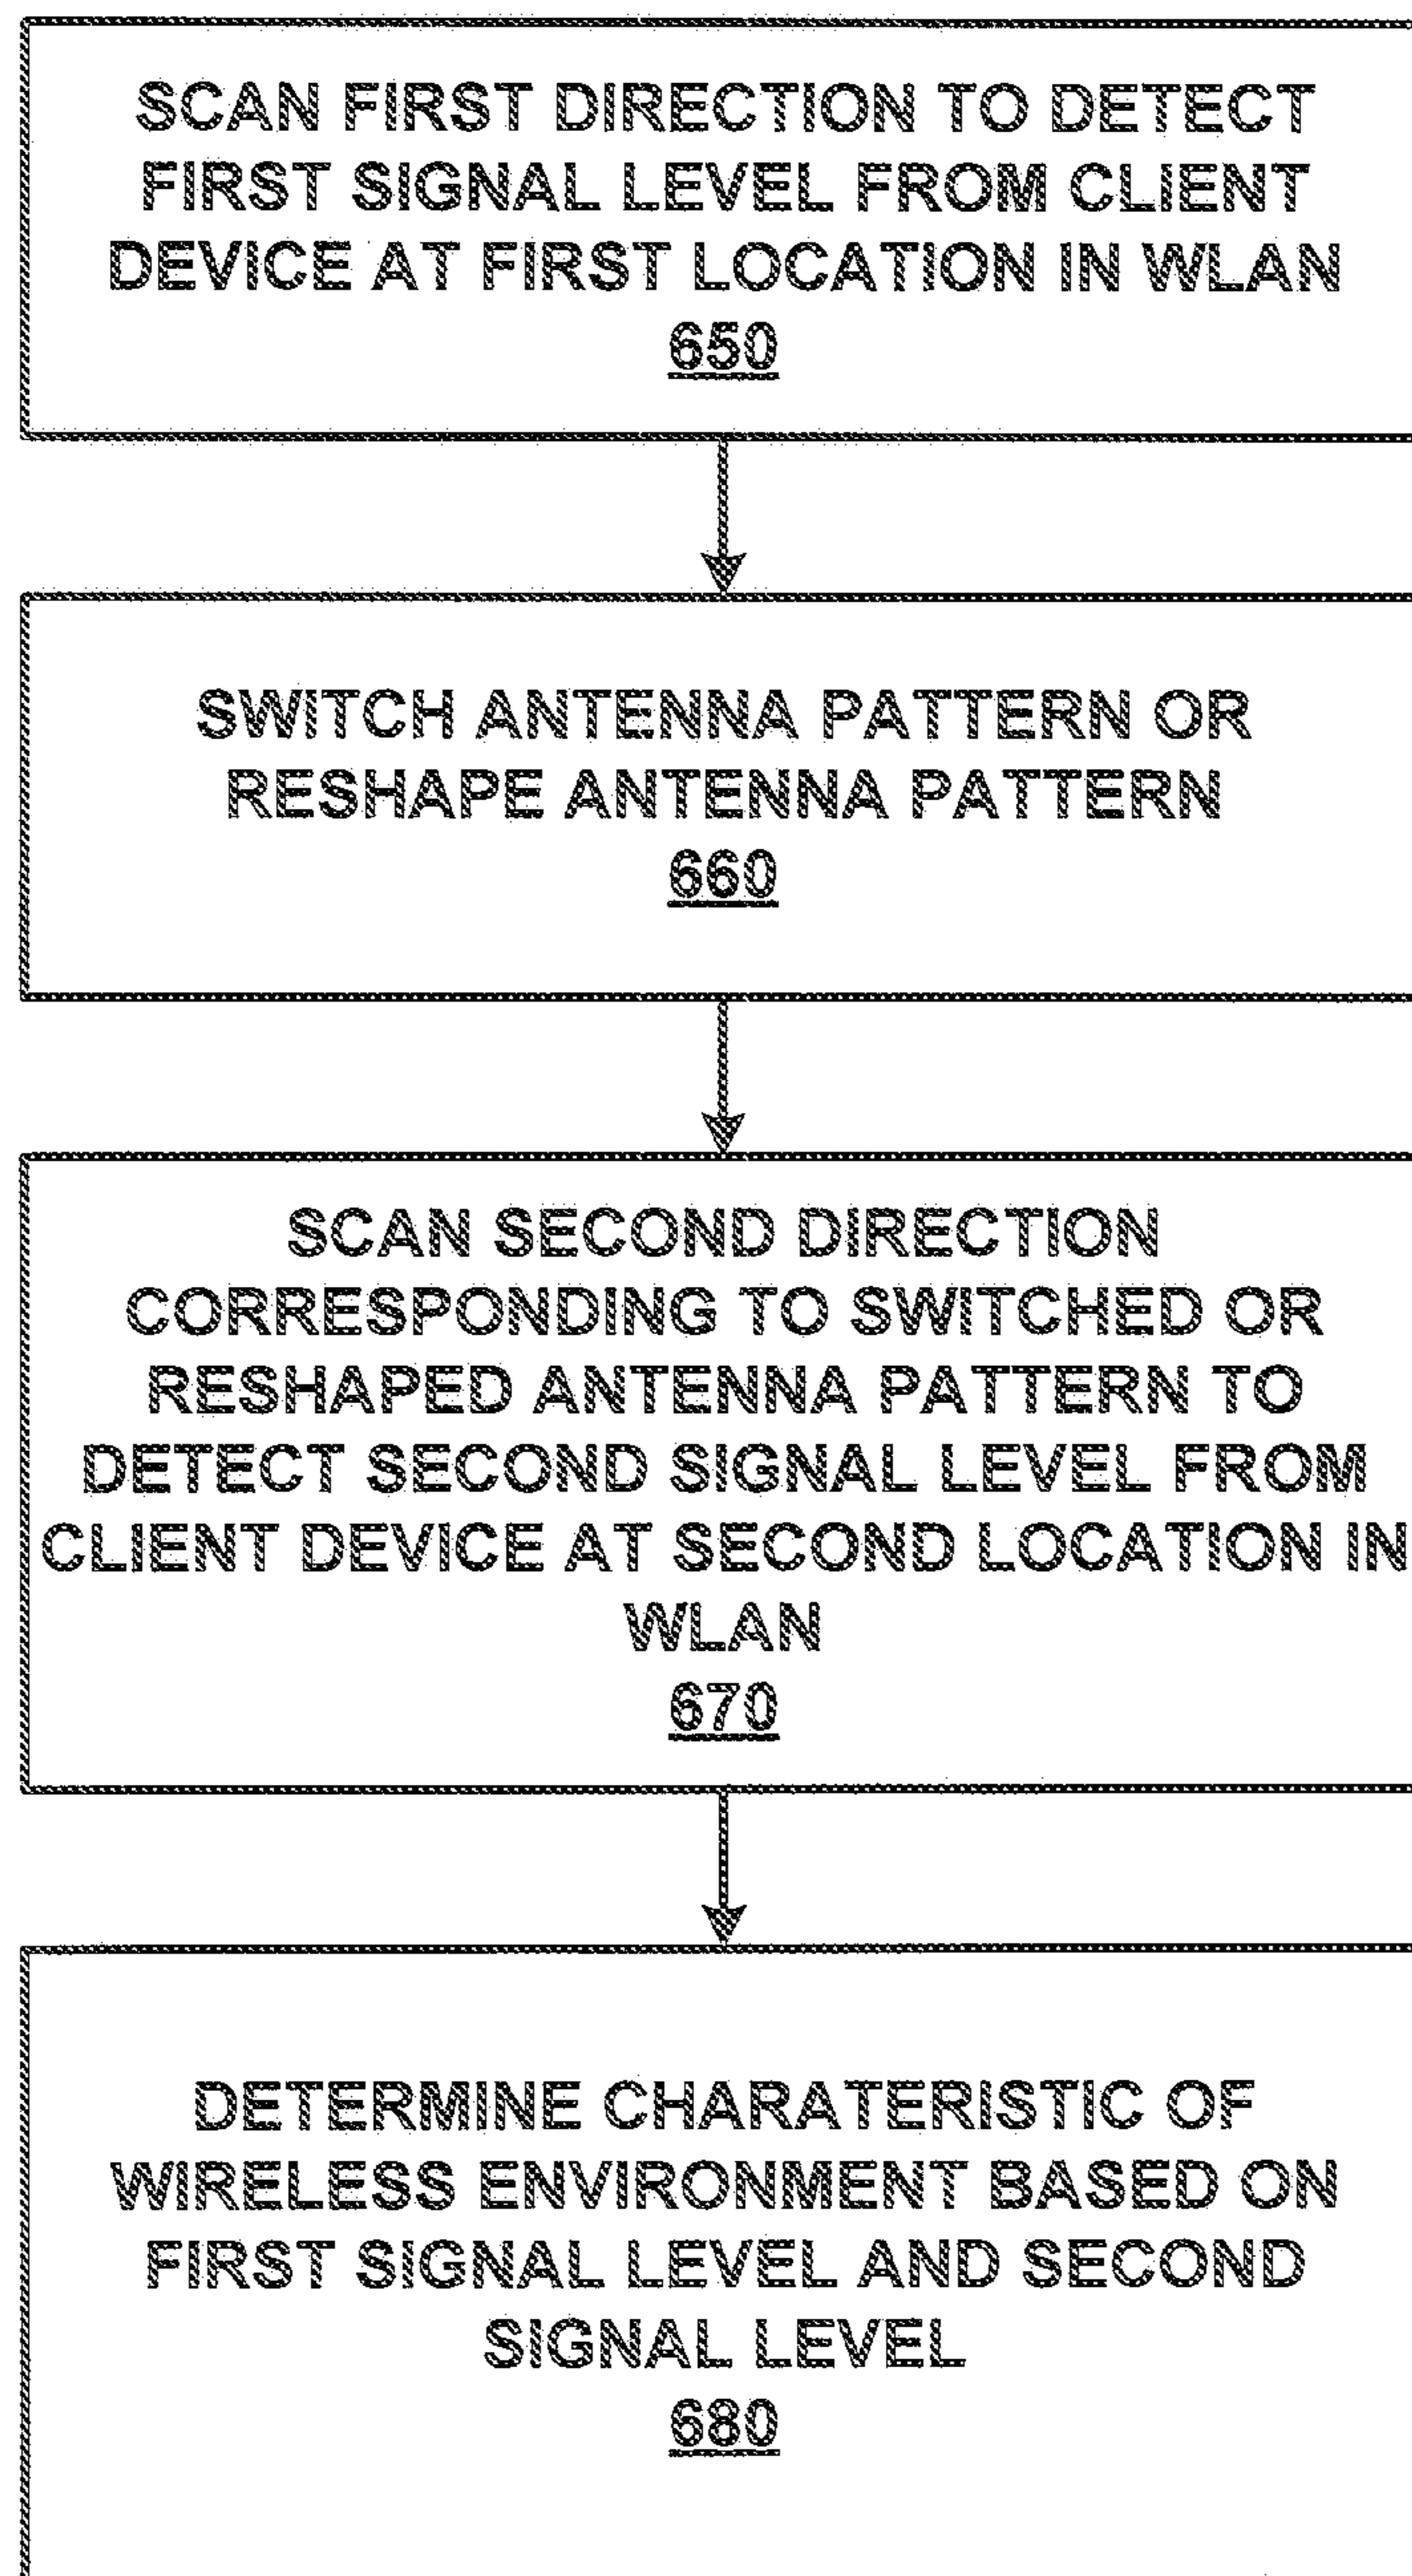 SCAN FIRST DIRECTION TO DETECT
FIRST SIGNAL LEVEL FROM CLIENT
DEVICE AT FIRST LOCATION IN WLAN
650
SWITCH ANTENNA PATTERN OR
RESHAPE ANTENNA PATTERN
660
SCAN SECOND DIRECTION
CORRESPONDING TO SWITCHED OR
RESHAPED ANTENNA PATTERN TO
DETECT SECOND SIGNAL LEVEL FROM
CLIENT DEVICE AT SECOND LOCATION IN
WLAN
670
DETERMINE CHARATERISTIC OF
WIRELESS ENVIRONMENT BASED ON
FIRST SIGNAL LEVEL AND SECOND
SIGNAL LEVEL
680